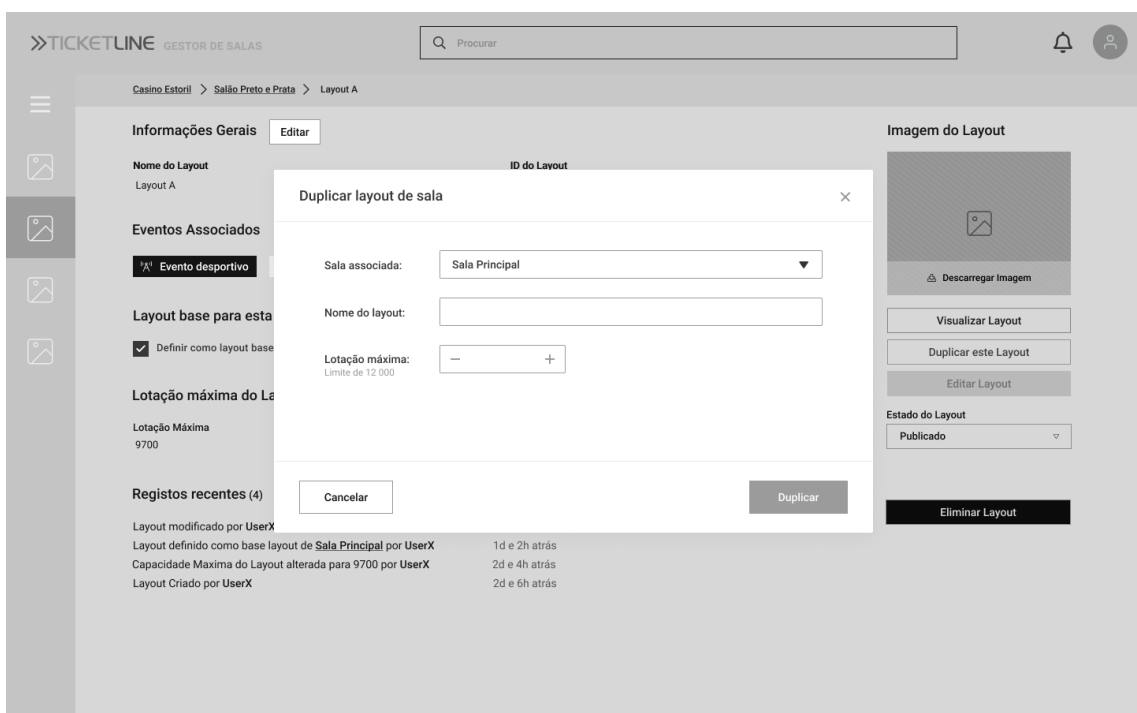 TICKETLINE GESTOR DE SALAS
Procurar
Casino Estoril > Salão Preto e Prata > Layout A
Informações Gerais
Editar
Imagem do Layout
Nome do Layout
ID do Layout
Layout A
Duplicar layout de sala
Eventos Associados
Evento desportivo
Sala associada:
Sala Principal
Descarregar Imagem
Layout base para esta
Nome do layout:
Visualizar Layout
Definir como layout base
Duplicar este Layout
Lotação máxima:
Limite de 12 000
Editar Layout
Lotação máxima do La
Estado do Layout
Lotação Máxima
Publicado
9700
Registos recentes (4)
Cancelar
Duplicar
Eliminar Layout
Layout modificado por UserX
Layout definido como base layout de Sala Principal por UserX
1d e 2h atrás
Capacidade Maxima do Layout alterada para 9700 por UserX
2d e 4h atrás
Layout Criado por UserX
2d e 6h atrás